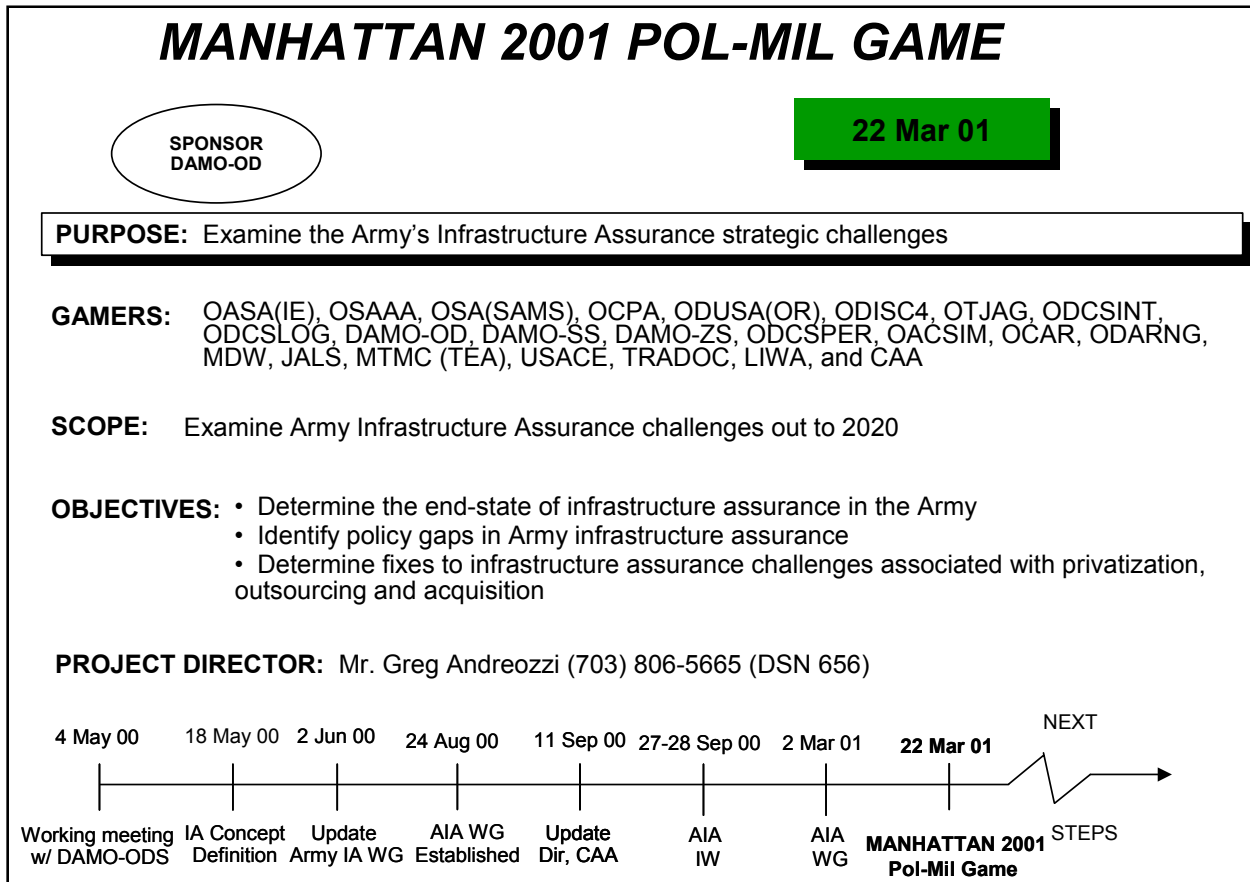 MANHATTAN 2001 POL-MIL GAME
SPONSOR
DAMO-OD
22 Mar 01
PURPOSE: Examine the Army's Infrastructure Assurance strategic challenges
GAMERS: OASA(IE), OSAAA, OSA(SAMS), OCPA, ODUSA(OR), ODISC4, OTJAG, ODCSINT,
ODCSLOG, DAMO-OD, DAMO-SS, DAMO-ZS, ODCSPER, OACSIM, OCAR, ODARNG,
MDW, JALS, MTMC (TEA), USACE, TRADOC, LIWA, and CAA
SCOPE: Examine Army Infrastructure Assurance challenges out to 2020
OBJECTIVES: • Determine the end-state of infrastructure assurance in the Army
• Identify policy gaps in Army infrastructure assurance
• Determine fixes to infrastructure assurance challenges associated with privatization,
outsourcing and acquisition
PROJECT DIRECTOR: Mr. Greg Andreozzi (703) 806-5665 (DSN 656)
4 May 00
Working meeting
w/ DAMO-ODS
18 May 00
IA Concept
Definition
2 Jun 00
Update
Army IA WG
24 Aug 00
AIA WG
Established
11 Sep 00
Update
Dir, CAA
27-28 Sep 00
AIA
IW
2 Mar 01
AIA
WG
22 Mar 01
MANHATTAN 2001
Pol-Mil Game
NEXT
STEPS